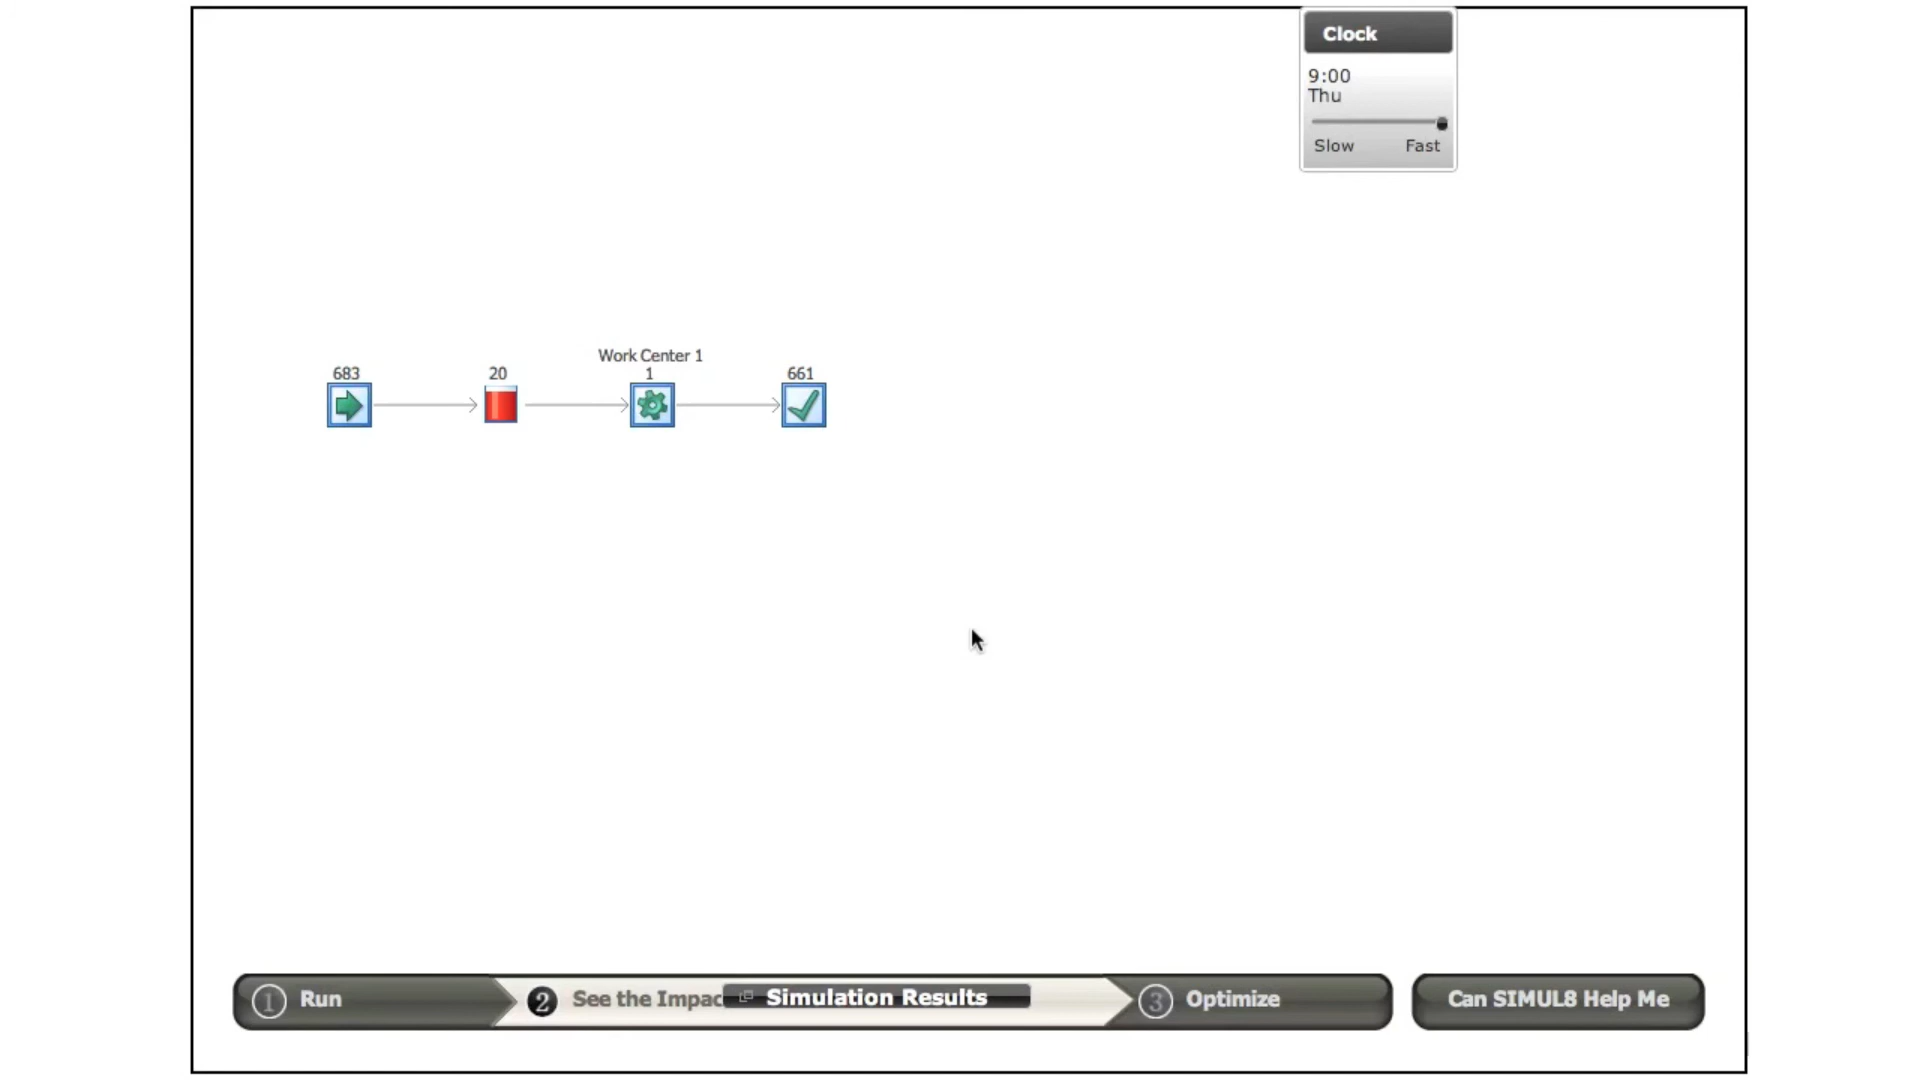 Clock
9:00
Thu
Slow Fast
Work Center 1
683 20 1 661
1 Run
2 See the Impac
Simulation Results
3 Optimize
Can SIMUL8 Help Me